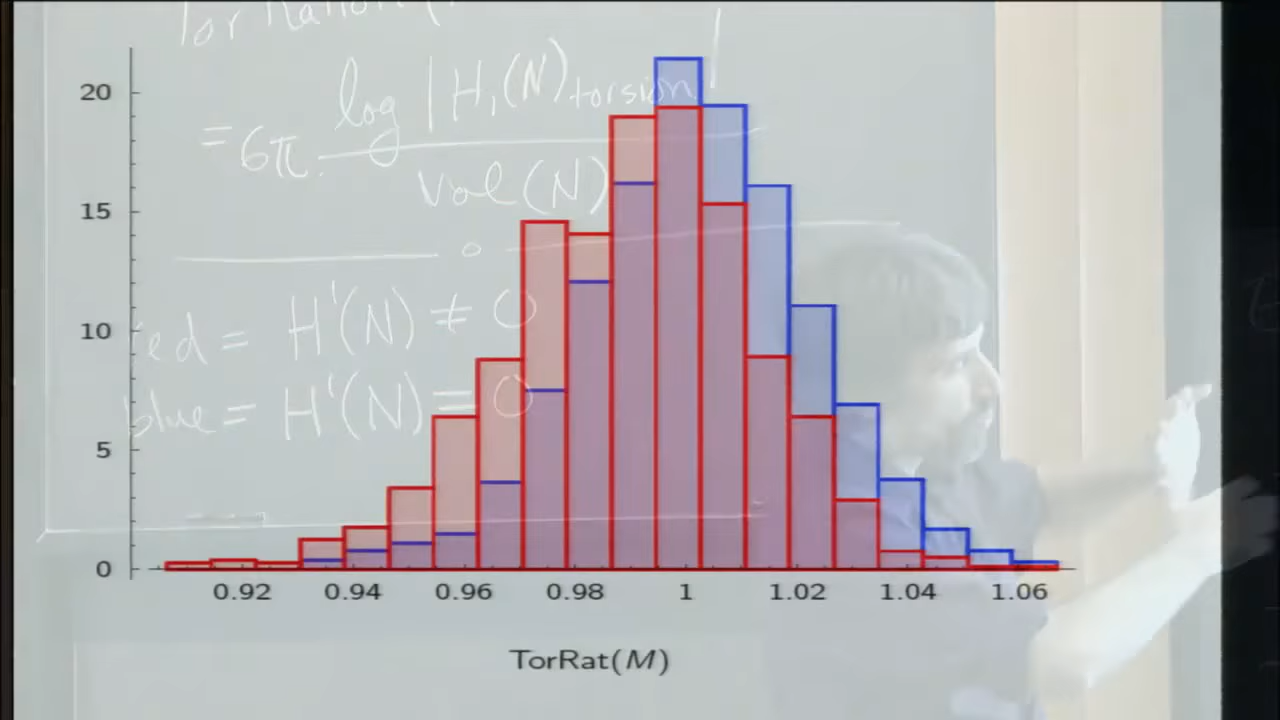 TorRatio(
= 6π · log |H₁(N)torsion|
Vol(N)
red = H¹(N) ≠ 0
blue = H¹(N) = 0
20
15
10
5
0
0.92 0.94 0.96 0.98 1 1.02 1.04 1.06
TorRat(M)